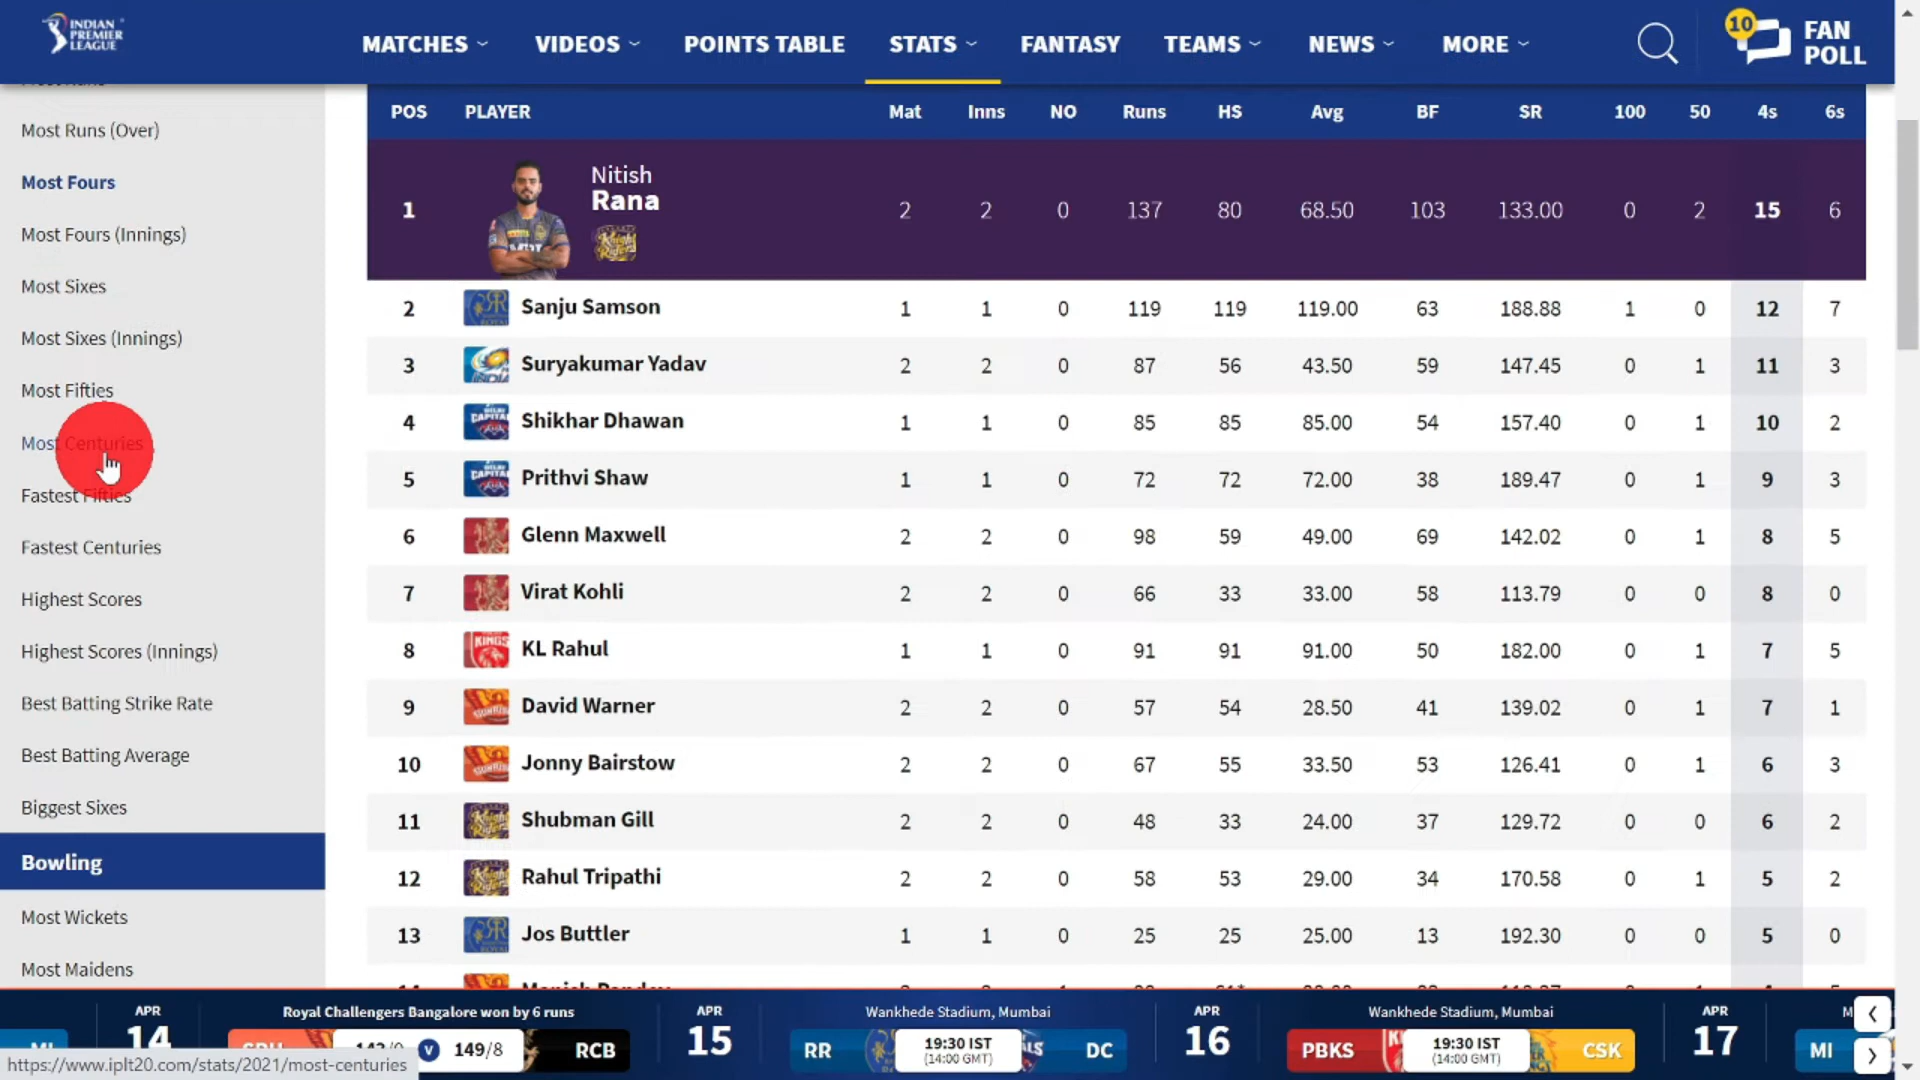 INDIAN PREMIER LEAGUE
MATCHES VIDEOS POINTS TABLE STATS FANTASY TEAMS NEWS MORE 10 FAN POLL
Most Runs (Over)
Most Fours
Most Fours (Innings)
Most Sixes
Most Sixes (Innings)
Most Fifties
Most Centuries
Fastest Fifties
Fastest Centuries
Highest Scores
Highest Scores (Innings)
Best Batting Strike Rate
Best Batting Average
Biggest Sixes
Bowling
Most Wickets
Most Maidens
POS PLAYER Mat Inns NO Runs HS Avg BF SR 100 50 4s 6s
1 Nitish Rana 2 2 0 137 80 68.50 103 133.00 0 2 15 6
2 Sanju Samson 1 1 0 119 119 119.00 63 188.88 1 0 12 7
3 Suryakumar Yadav 2 2 0 87 56 43.50 59 147.45 0 1 11 3
4 Shikhar Dhawan 1 1 0 85 85 85.00 54 157.40 0 1 10 2
5 Prithvi Shaw 1 1 0 72 72 72.00 38 189.47 0 1 9 3
6 Glenn Maxwell 2 2 0 98 59 49.00 69 142.02 0 1 8 5
7 Virat Kohli 2 2 0 66 33 33.00 58 113.79 0 0 8 0
8 KL Rahul 1 1 0 91 91 91.00 50 182.00 0 1 7 5
9 David Warner 2 2 0 57 54 28.50 41 139.02 0 1 7 1
10 Jonny Bairstow 2 2 0 67 55 33.50 53 126.41 0 1 6 3
11 Shubman Gill 2 2 0 48 33 24.00 37 129.72 0 0 6 2
12 Rahul Tripathi 2 2 0 58 53 29.00 34 170.58 0 1 5 2
13 Jos Buttler 1 1 0 25 25 25.00 13 192.30 0 0 5 0
APR 14
Royal Challengers Bangalore won by 6 runs
V 149/8 RCB
APR 15
Wankhede Stadium, Mumbai
RR 19:30 IST (14:00 GMT) DC
APR 16
Wankhede Stadium, Mumbai
PBKS 19:30 IST (14:00 GMT) CSK
APR 17
MI
https://www.iplt20.com/stats/2021/most-centuries